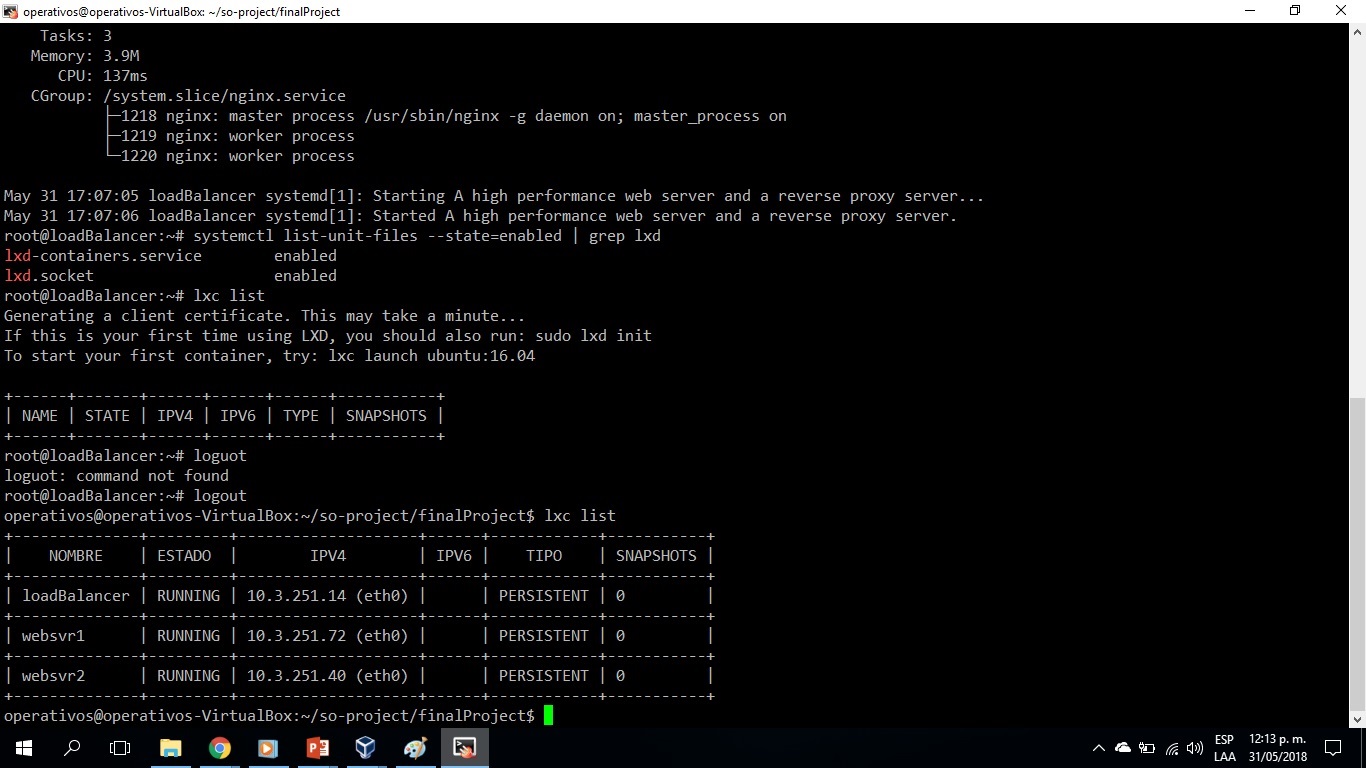 operativos@operativos-VirtualBox: ~/so-project/finalProject
Tasks: 3
Memory: 3.9M
CPU: 137ms
CGroup: /system.slice/nginx.service
├─1218 nginx: master process /usr/sbin/nginx -g daemon on; master_process on
├─1219 nginx: worker process
└─1220 nginx: worker process
May 31 17:07:05 loadBalancer systemd[1]: Starting A high performance web server and a reverse proxy server...
May 31 17:07:06 loadBalancer systemd[1]: Started A high performance web server and a reverse proxy server.
root@loadBalancer:~# systemctl list-unit-files --state=enabled | grep lxd
lxd-containers.service        enabled
lxd.socket                    enabled
root@loadBalancer:~# lxc list
Generating a client certificate. This may take a minute...
If this is your first time using LXD, you should also run: sudo lxd init
To start your first container, try: lxc launch ubuntu:16.04
+------+-------+------+------+------+-----------+
| NAME | STATE | IPV4 | IPV6 | TYPE | SNAPSHOTS |
+------+-------+------+------+------+-----------+
root@loadBalancer:~# loguot
loguot: command not found
root@loadBalancer:~# logout
operativos@operativos-VirtualBox:~/so-project/finalProject$ lxc list
+--------------+---------+--------------------+------+------------+-----------+
|    NOMBRE    | ESTADO  |        IPV4        | IPV6 |    TIPO    | SNAPSHOTS |
+--------------+---------+--------------------+------+------------+-----------+
| loadBalancer | RUNNING | 10.3.251.14 (eth0) |      | PERSISTENT | 0         |
+--------------+---------+--------------------+------+------------+-----------+
| websvr1      | RUNNING | 10.3.251.72 (eth0) |      | PERSISTENT | 0         |
+--------------+---------+--------------------+------+------------+-----------+
| websvr2      | RUNNING | 10.3.251.40 (eth0) |      | PERSISTENT | 0         |
+--------------+---------+--------------------+------+------------+-----------+
operativos@operativos-VirtualBox:~/so-project/finalProject$
ESP 12:13 p. m.
LAA 31/05/2018